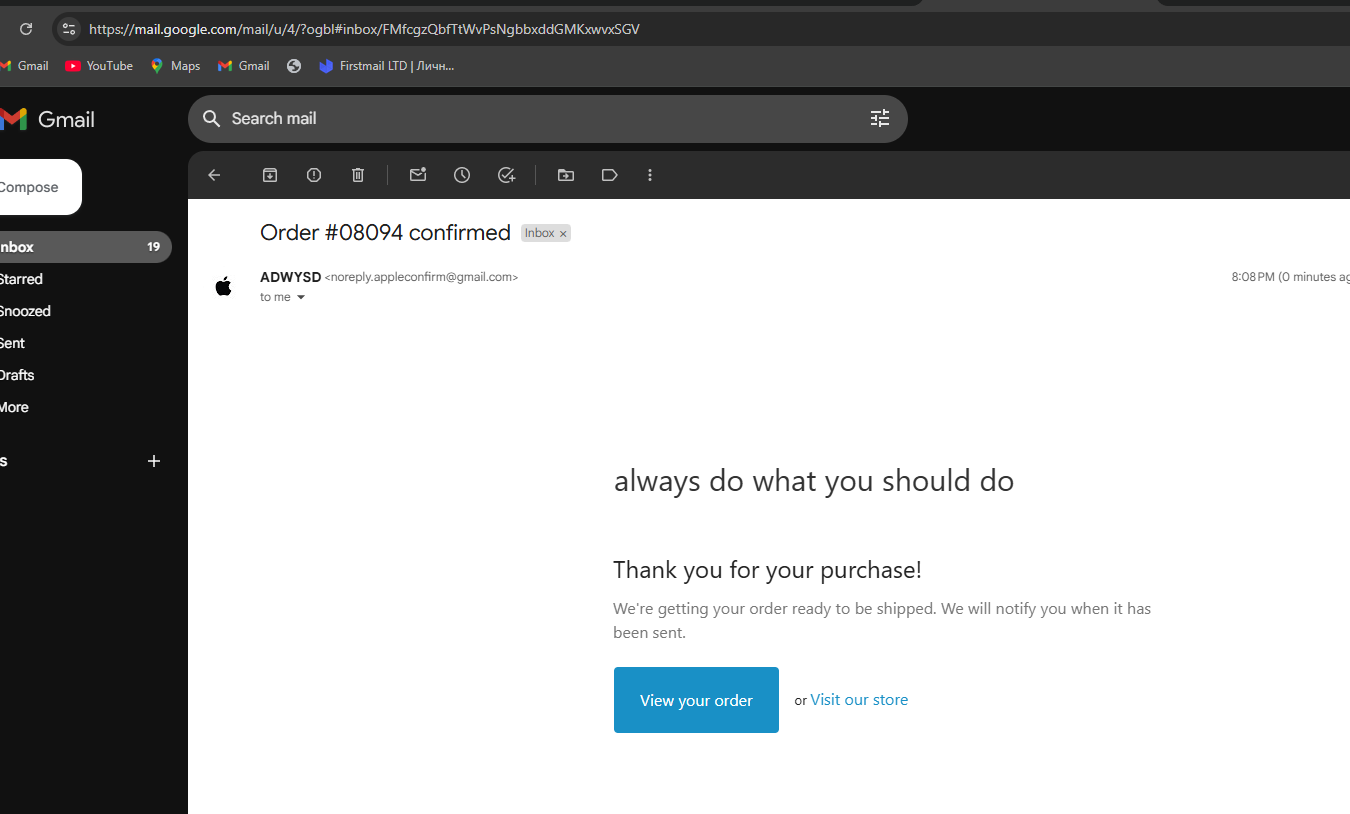 https://mail.google.com/mail/u/4/?ogbl#inbox/FMfcgzQbfTtWvPsNgbbxddGMKxwvxSGV
Gmail YouTube Maps Gmail Firstmail LTD | Личн...
Gmail
Search mail
Compose
Inbox 19
Starred
Snoozed
Sent
Drafts
More
s
Order #08094 confirmed Inbox ×
ADWYSD <noreply.appleconfirm@gmail.com> 8:08 PM (0 minutes ag
to me
always do what you should do
Thank you for your purchase!
We're getting your order ready to be shipped. We will notify you when it has
been sent.
View your order or Visit our store